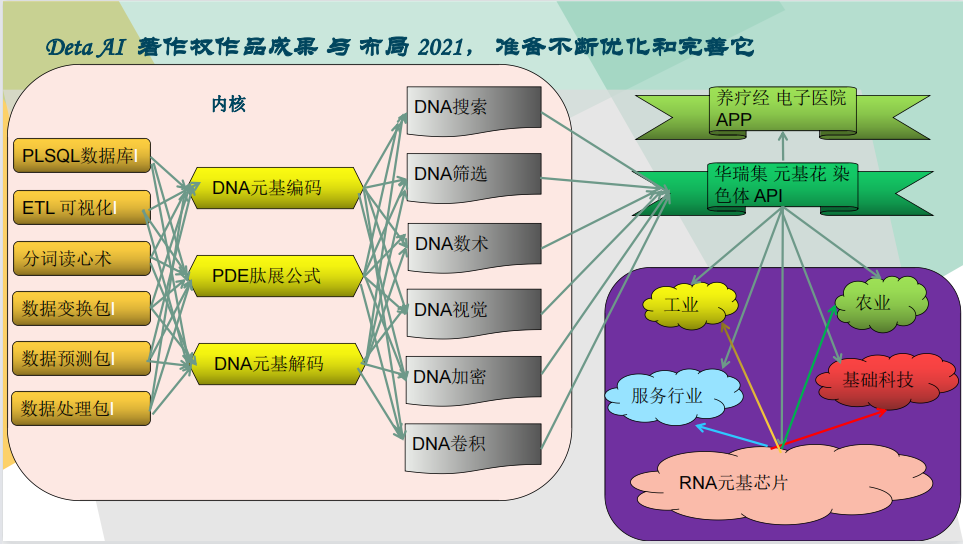 Deta AI 著作权作品成果 与 布局 2021， 准备不断优化和完善它
内核
PLSQL数据库
ETL 可视化
分词读心术
数据变换包
数据预测包
数据处理包
DNA元基编码
PDE肽展公式
DNA元基解码
DNA搜索
DNA筛选
DNA数术
DNA视觉
DNA加密
DNA卷积
养疗经 电子医院
APP
华瑞集 元基花 染
色体 API
工业
农业
服务行业
基础科技
RNA元基芯片